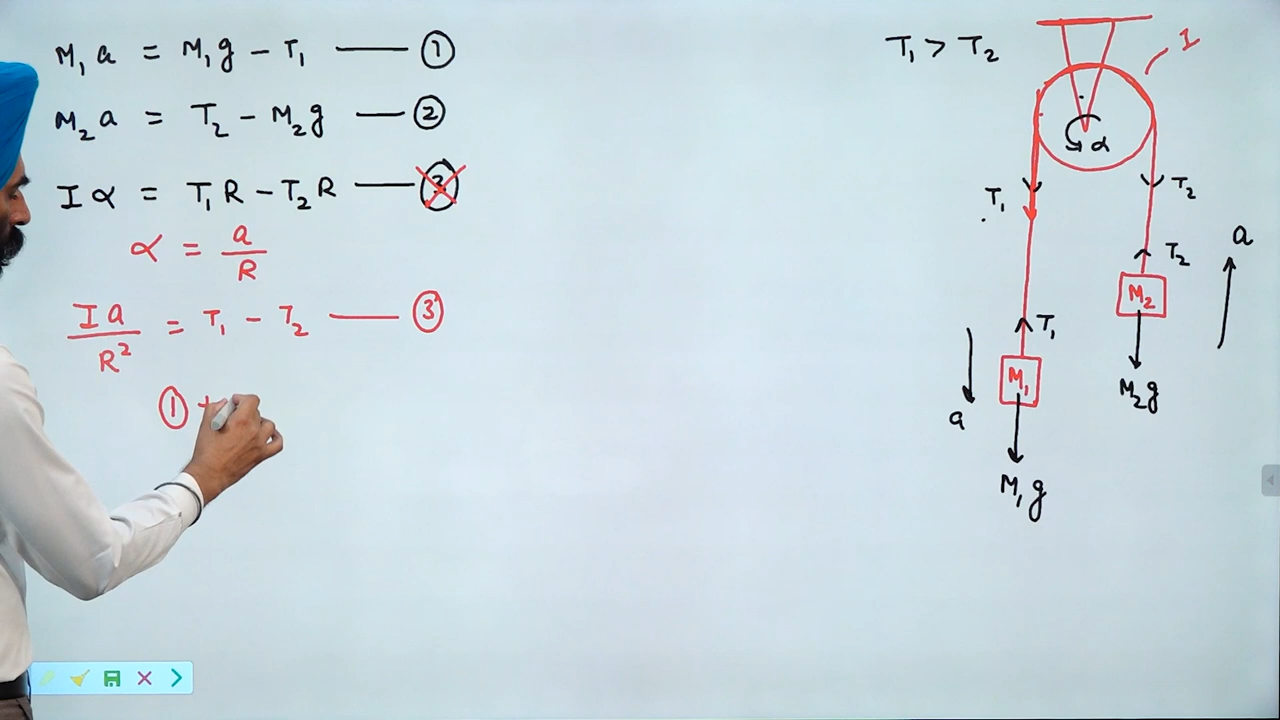 M₁a = M₁g - T₁ —— ①
M₂a = T₂ - M₂g —— ②
Iα = T₁R - T₂R ——
α = a/R
Ia/R² = T₁ - T₂ —— ③
① +
T₁ > T₂
I
α
T₁
T₂
T₂
a
M₂
T₁
M₁
M₂g
a
M₁g